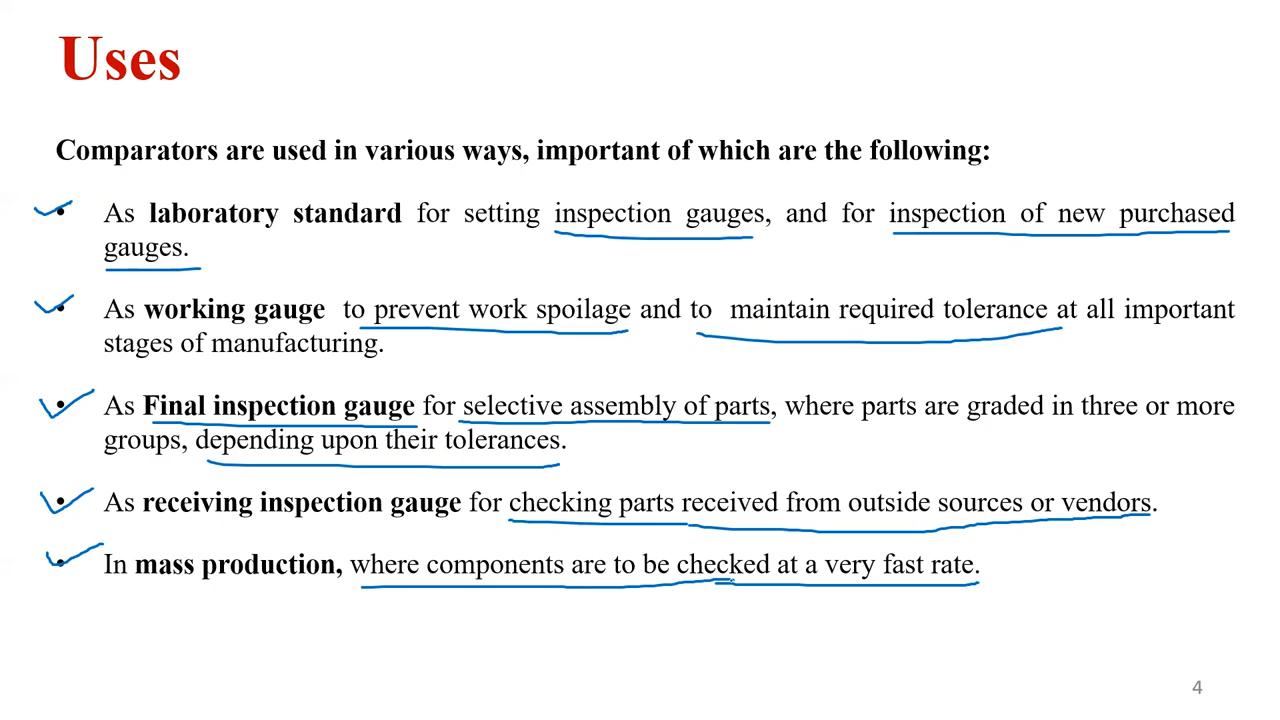 Uses
Comparators are used in various ways, important of which are the following:
• As laboratory standard for setting inspection gauges, and for inspection of new purchased
gauges.
• As working gauge to prevent work spoilage and to maintain required tolerance at all important
stages of manufacturing.
• As Final inspection gauge for selective assembly of parts, where parts are graded in three or more
groups, depending upon their tolerances.
• As receiving inspection gauge for checking parts received from outside sources or vendors.
• In mass production, where components are to be checked at a very fast rate.
4